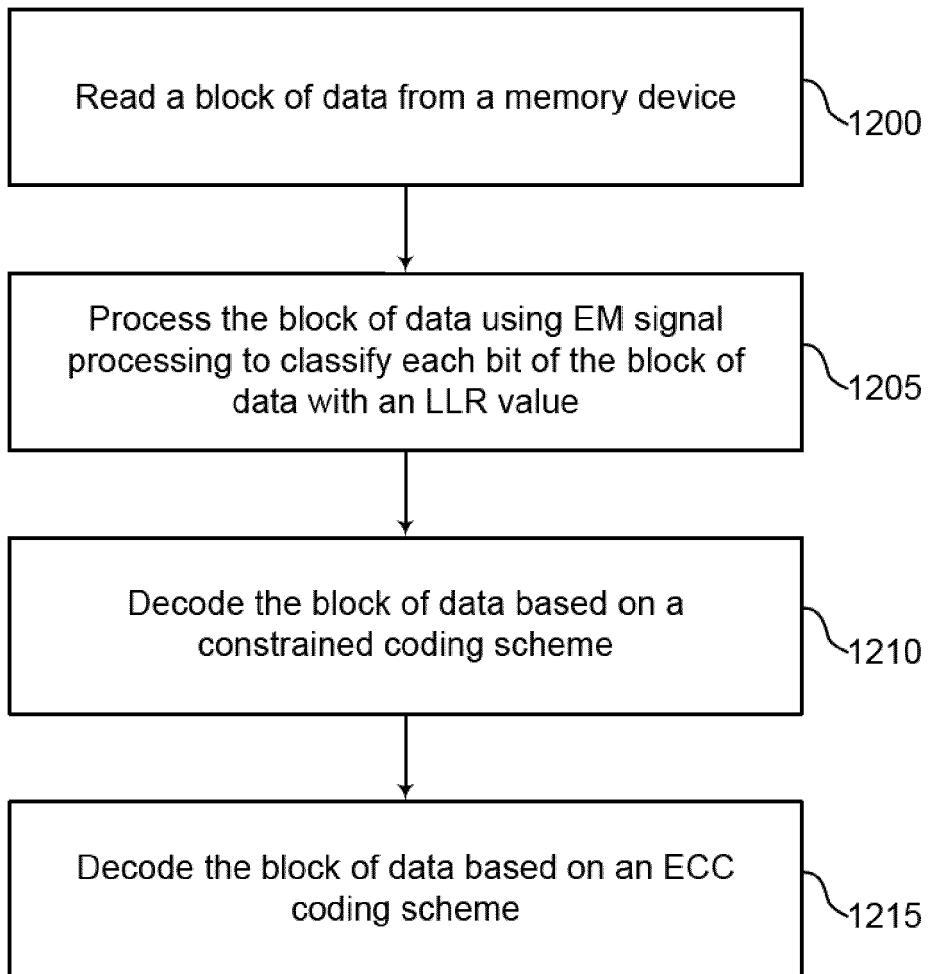 Read a block of data from a memory device
1200
Process the block of data using EM signal
processing to classify each bit of the block of
data with an LLR value
1205
Decode the block of data based on a
constrained coding scheme
1210
Decode the block of data based on an ECC
coding scheme
1215